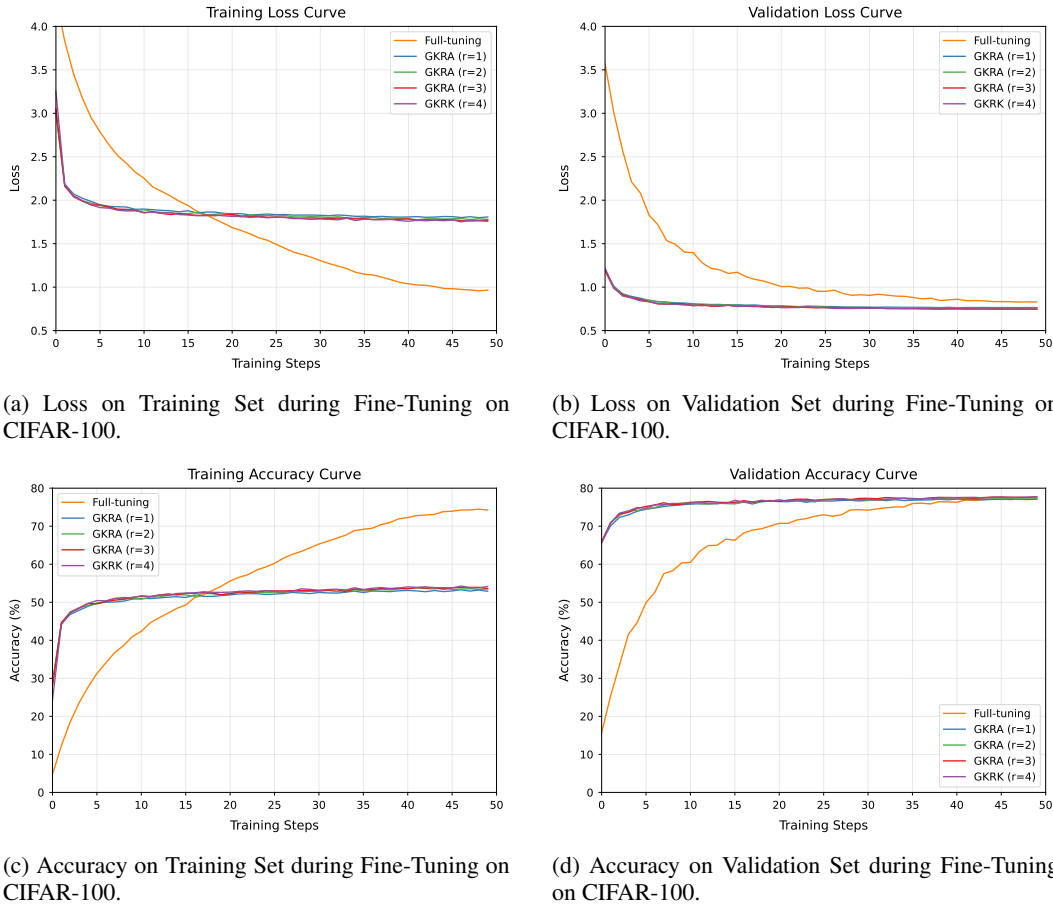 Training Loss Curve
4.0
3.5
3.0
2.5
2.0
1.5
1.0
0.5
Loss
0 5 10 15 20 25 30 35 40 45 50
Training Steps
Full-tuning
GKRA (r=1)
GKRA (r=2)
GKRA (r=3)
GKRK (r=4)
(a) Loss on Training Set during Fine-Tuning on
CIFAR-100.
Validation Loss Curve
4.0
3.5
3.0
2.5
2.0
1.5
1.0
0.5
Loss
0 5 10 15 20 25 30 35 40 45 50
Training Steps
Full-tuning
GKRA (r=1)
GKRA (r=2)
GKRA (r=3)
GKRK (r=4)
(b) Loss on Validation Set during Fine-Tuning on
CIFAR-100.
Training Accuracy Curve
80
70
60
50
40
30
20
10
0
Accuracy (%)
0 5 10 15 20 25 30 35 40 45 50
Training Steps
Full-tuning
GKRA (r=1)
GKRA (r=2)
GKRA (r=3)
GKRK (r=4)
(c) Accuracy on Training Set during Fine-Tuning on
CIFAR-100.
Validation Accuracy Curve
80
70
60
50
40
30
20
10
0
Accuracy (%)
0 5 10 15 20 25 30 35 40 45 50
Training Steps
Full-tuning
GKRA (r=1)
GKRA (r=2)
GKRA (r=3)
GKRK (r=4)
(d) Accuracy on Validation Set during Fine-Tuning
on CIFAR-100.